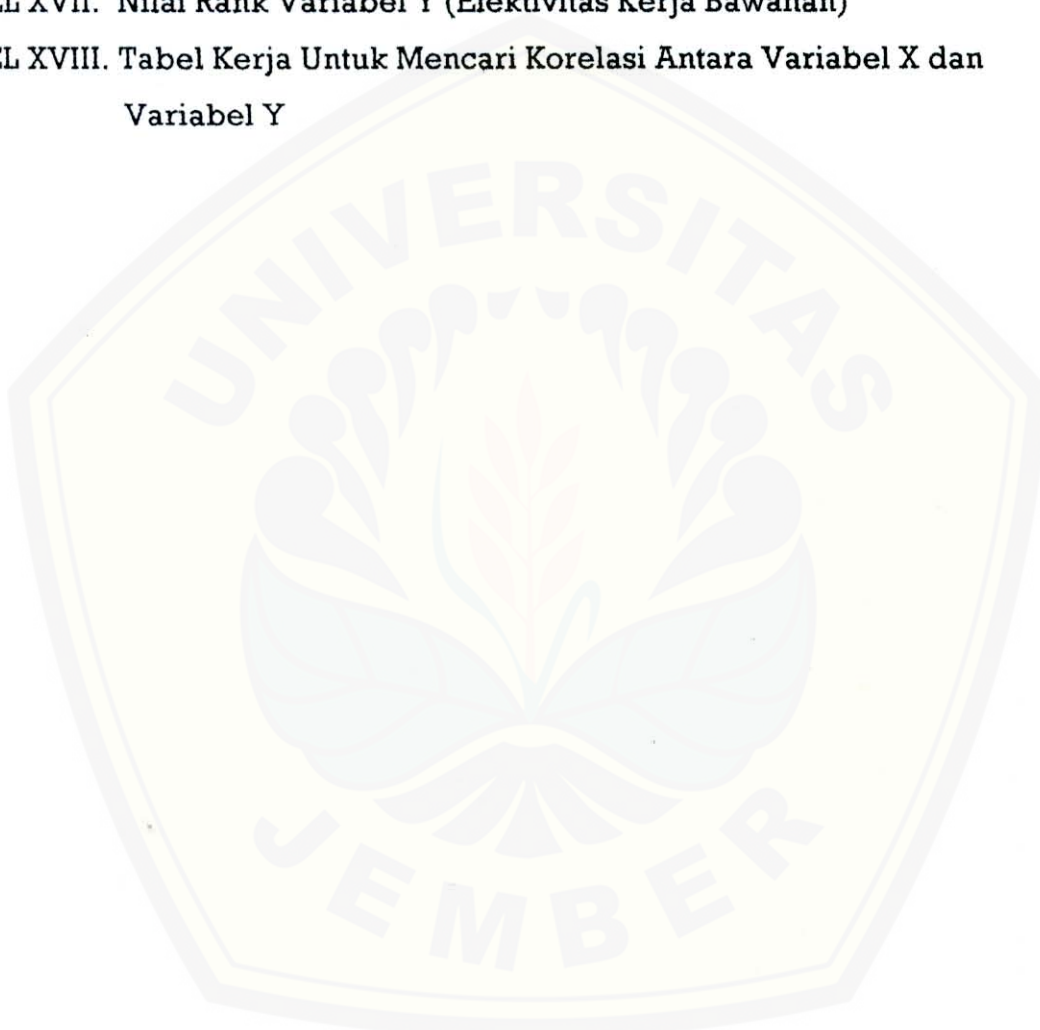 EL XVII. Nilai Rank Variabel Y (Efektivitas Kerja Bawahan)
EL XVIII. Tabel Kerja Untuk Mencari Korelasi Antara Variabel X dan
Variabel Y
UNIVERSITAS
JEMBER